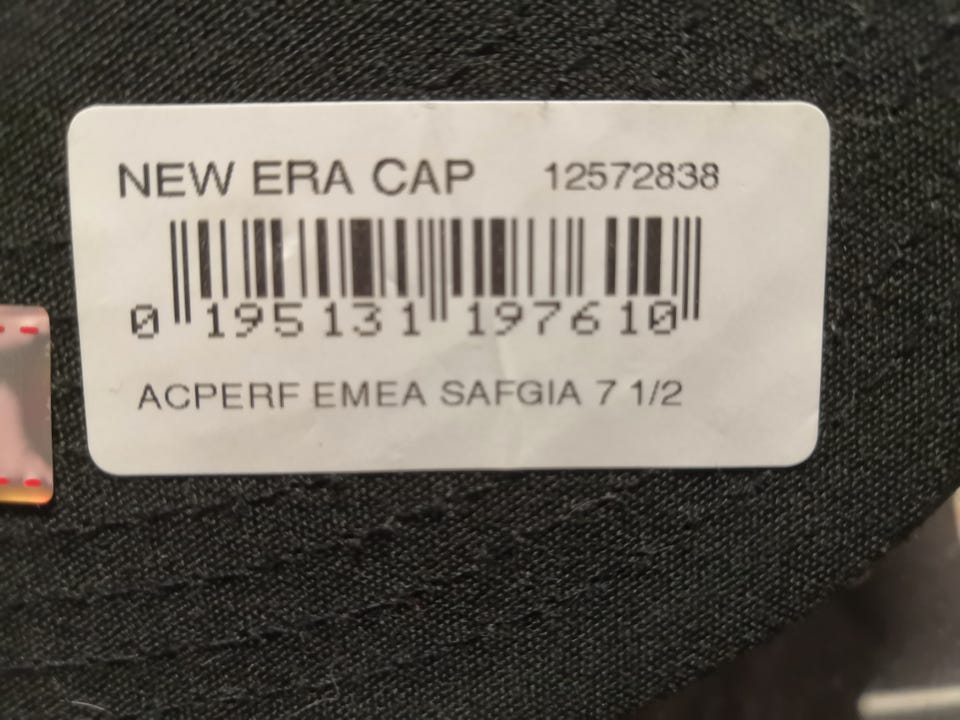 NEW ERA CAP 12572838
0 195131 197610
ACPERF EMEA SAFGIA 7 1/2